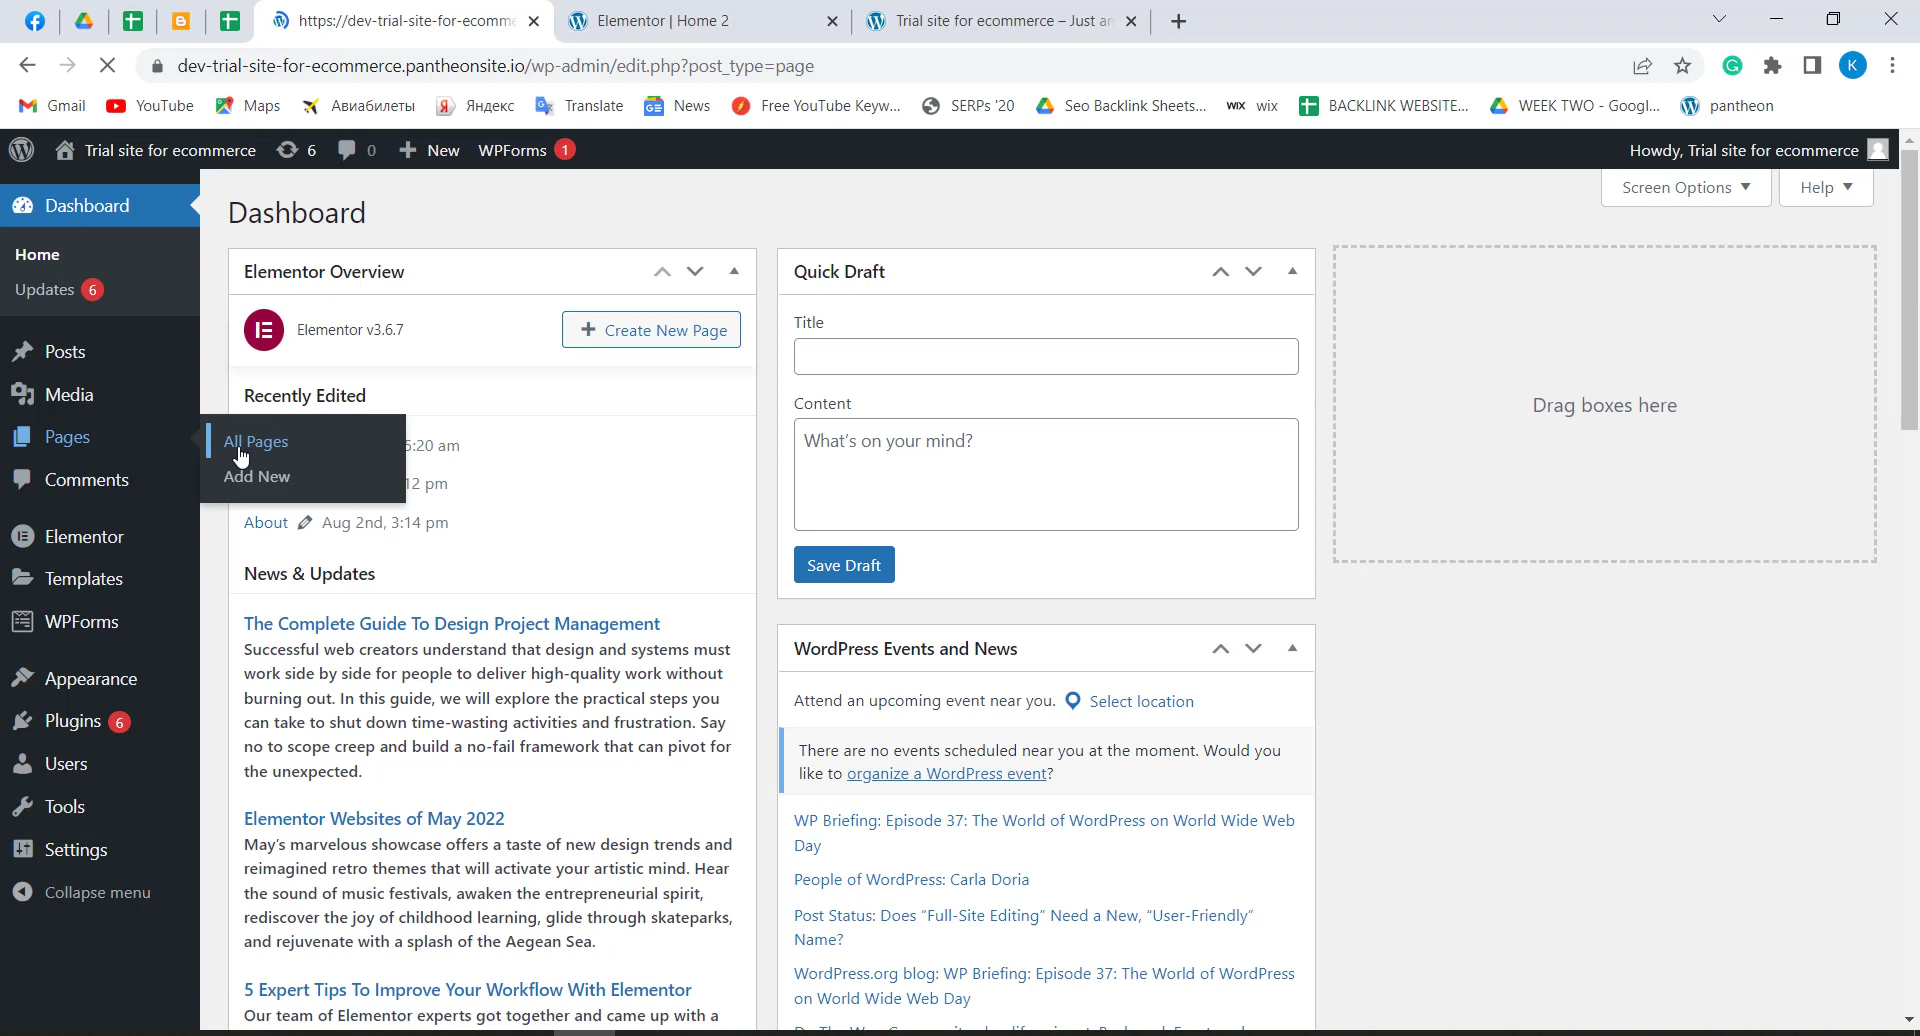 https://dev-trial-site-for-ecomme
Elementor | Home 2
Trial site for ecommerce – Just an
dev-trial-site-for-ecommerce.pantheonsite.io/wp-admin/edit.php?post_type=page
K
Gmail
YouTube
Maps
Авиабилеты
Яндекс
Translate
News
Free YouTube Keyw...
SERPs '20
Seo Backlink Sheets...
WIX wix
BACKLINK WEBSITE...
WEEK TWO - Googl...
pantheon
Trial site for ecommerce
6
0
New
WPForms 1
Howdy, Trial site for ecommerce
Dashboard
Home
Updates 6
Posts
Media
Pages
Comments
Elementor
Templates
WPForms
Appearance
Plugins 6
Users
Tools
Settings
Collapse menu
All Pages
Add New
Screen Options
Help
Dashboard
Elementor Overview
Elementor v3.6.7
Create New Page
Recently Edited
5:20 am
12 pm
About Aug 2nd, 3:14 pm
News & Updates
The Complete Guide To Design Project Management
Successful web creators understand that design and systems must
work side by side for people to deliver high-quality work without
burning out. In this guide, we will explore the practical steps you
can take to shut down time-wasting activities and frustration. Say
no to scope creep and build a no-fail framework that can pivot for
the unexpected.
Elementor Websites of May 2022
May's marvelous showcase offers a taste of new design trends and
reimagined retro themes that will activate your artistic mind. Hear
the sound of music festivals, awaken the entrepreneurial spirit,
rediscover the joy of childhood learning, glide through skateparks,
and rejuvenate with a splash of the Aegean Sea.
5 Expert Tips To Improve Your Workflow With Elementor
Our team of Elementor experts got together and came up with a
Quick Draft
Title
Content
What's on your mind?
Save Draft
WordPress Events and News
Attend an upcoming event near you. Select location
There are no events scheduled near you at the moment. Would you
like to organize a WordPress event?
WP Briefing: Episode 37: The World of WordPress on World Wide Web
Day
People of WordPress: Carla Doria
Post Status: Does "Full-Site Editing" Need a New, "User-Friendly"
Name?
WordPress.org blog: WP Briefing: Episode 37: The World of WordPress
on World Wide Web Day
Drag boxes here